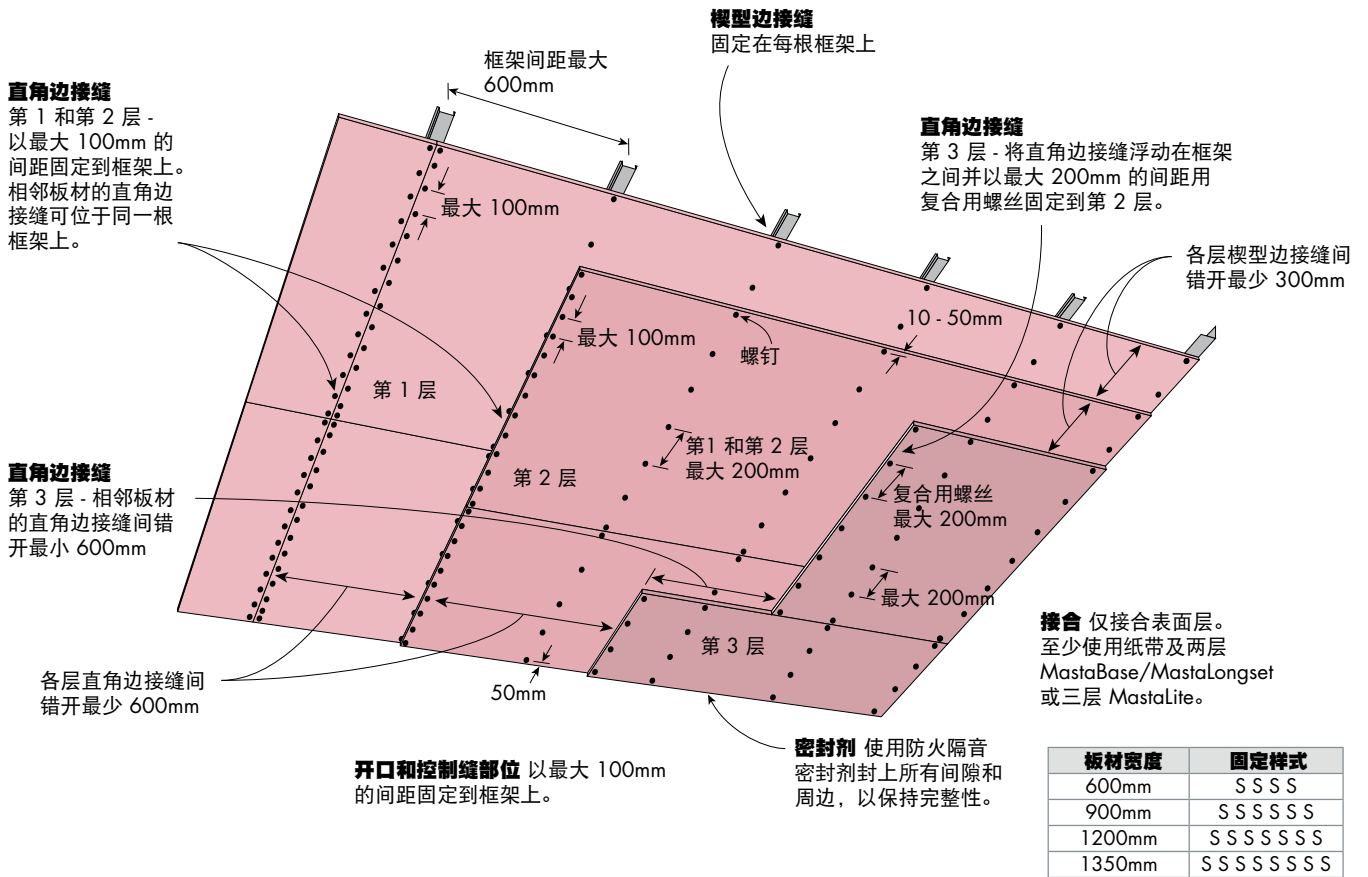 楔型边接缝
固定在每根框架上
框架间距最大
600mm
直角边接缝
第 1 和第 2 层 -
以最大 100mm 的
间距固定到框架上。
相邻板材的直角边
接缝可位于同一根
框架上。
直角边接缝
第 3 层 - 将直角边接缝浮动在框架
之间并以最大 200mm 的间距用
复合用螺丝固定到第 2 层。
最大 100mm
各层楔型边接缝间
错开最少 300mm
10 - 50mm
最大 100mm
螺钉
第 1 层
第1 和第 2 层
最大 200mm
直角边接缝
第 3 层 - 相邻板材
的直角边接缝间错
开最小 600mm
第 2 层
复合用螺丝
最大 200mm
最大 200mm
第 3 层
接合 仅接合表面层。
至少使用纸带及两层
MastaBase/MastaLongset
或三层 MastaLite。
各层直角边接缝间
错开最少 600mm
50mm
开口和控制缝部位 以最大 100mm
的间距固定到框架上。
密封剂 使用防火隔音
密封剂封上所有间隙和
周边，以保持完整性。
板材宽度 固定样式
600mm S S S S
900mm S S S S S S
1200mm S S S S S S S
1350mm S S S S S S S S